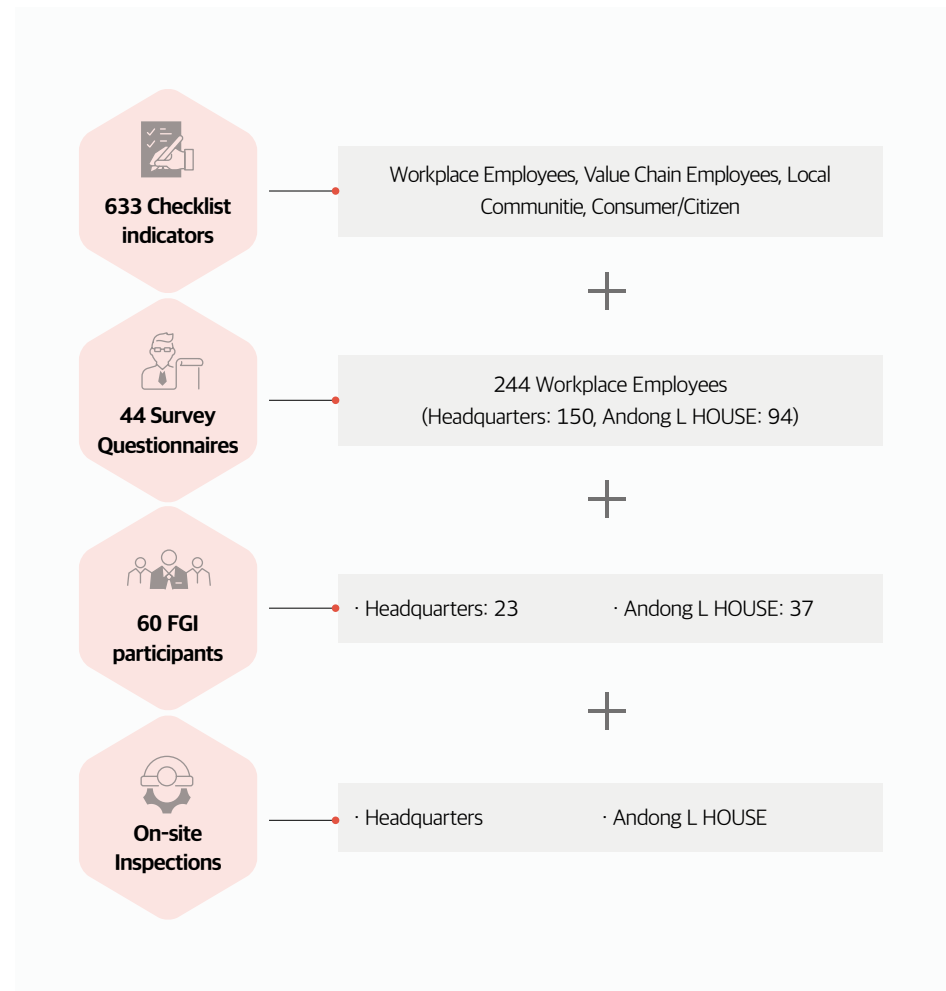 633 Checklist
indicators
Workplace Employees, Value Chain Employees, Local
Communitie, Consumer/Citizen
44 Survey
Questionnaires
244 Workplace Employees
(Headquarters: 150, Andong L HOUSE: 94)
60 FGI
participants
· Headquarters: 23
· Andong L HOUSE: 37
On-site
Inspections
· Headquarters
· Andong L HOUSE